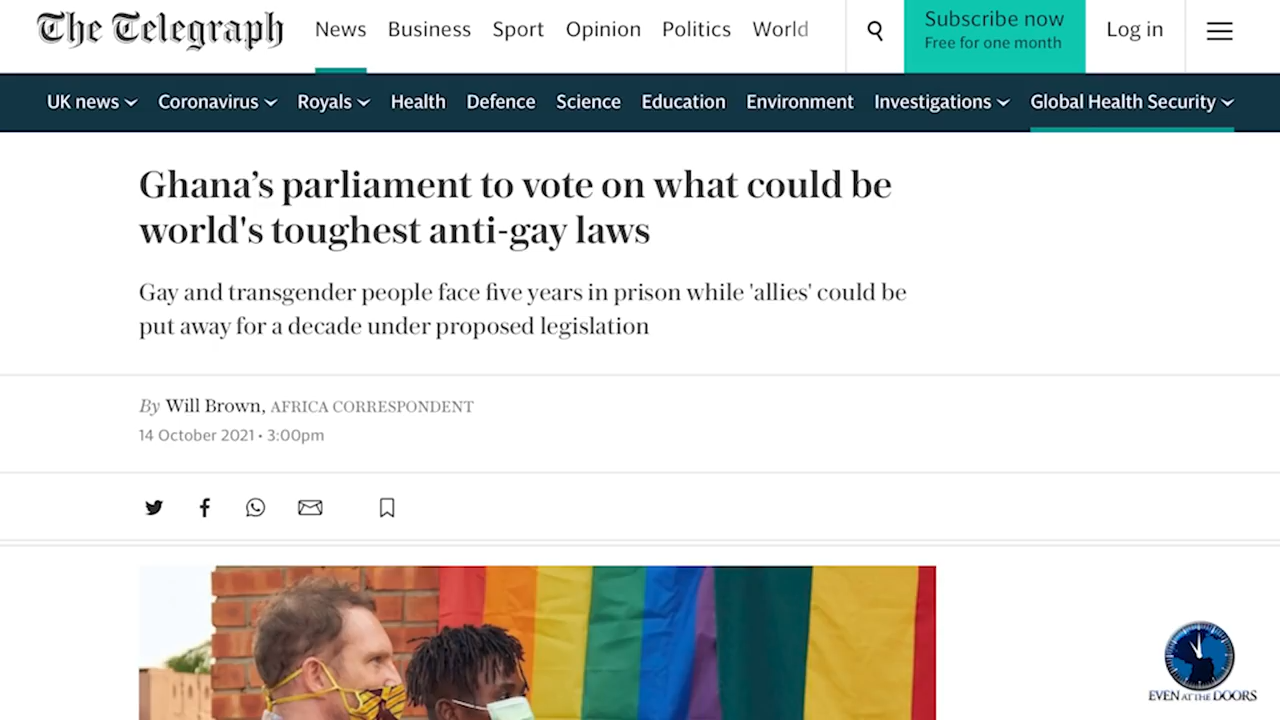 The Telegraph
News Business Sport Opinion Politics World
Subscribe now
Free for one month
Log in
UK news Coronavirus Royals Health Defence Science Education Environment Investigations Global Health Security
Ghana’s parliament to vote on what could be
world's toughest anti-gay laws
Gay and transgender people face five years in prison while 'allies' could be
put away for a decade under proposed legislation
By Will Brown, AFRICA CORRESPONDENT
14 October 2021 • 3:00pm
EVEN AT THE DOORS